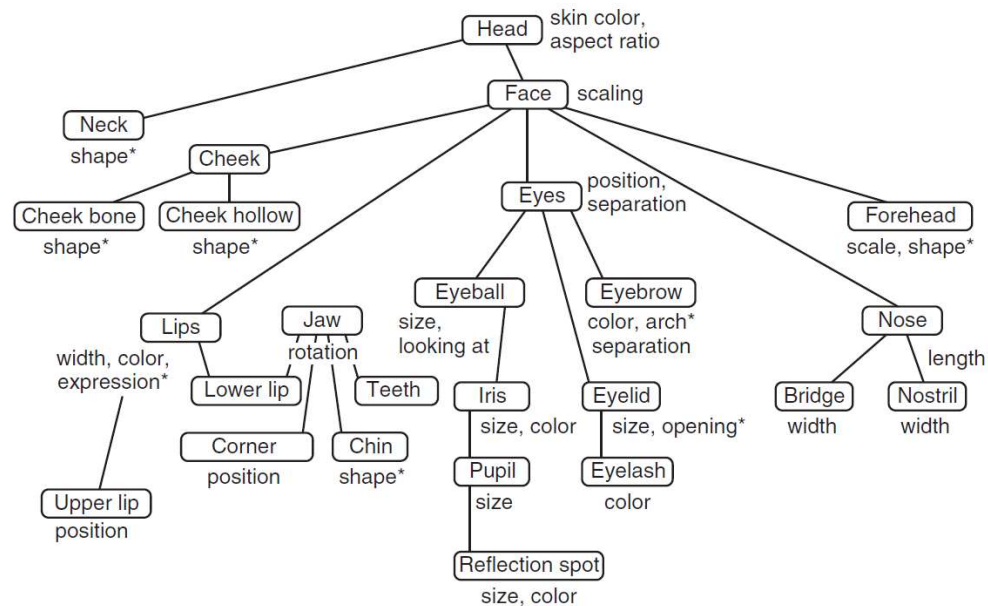 Head
skin color,
aspect ratio
Face
scaling
Neck
shape*
Cheek
Cheek bone
shape*
Cheek hollow
shape*
Eyes
position,
separation
Forehead
scale, shape*
Eyeball
size,
looking at
Eyebrow
color, arch*
separation
Lips
width, color,
expression*
Jaw
rotation
Nose
length
Lower lip
Teeth
Iris
size, color
Eyelid
size, opening*
Bridge
width
Nostril
width
Corner
position
Chin
shape*
Pupil
size
Eyelash
color
Upper lip
position
Reflection spot
size, color